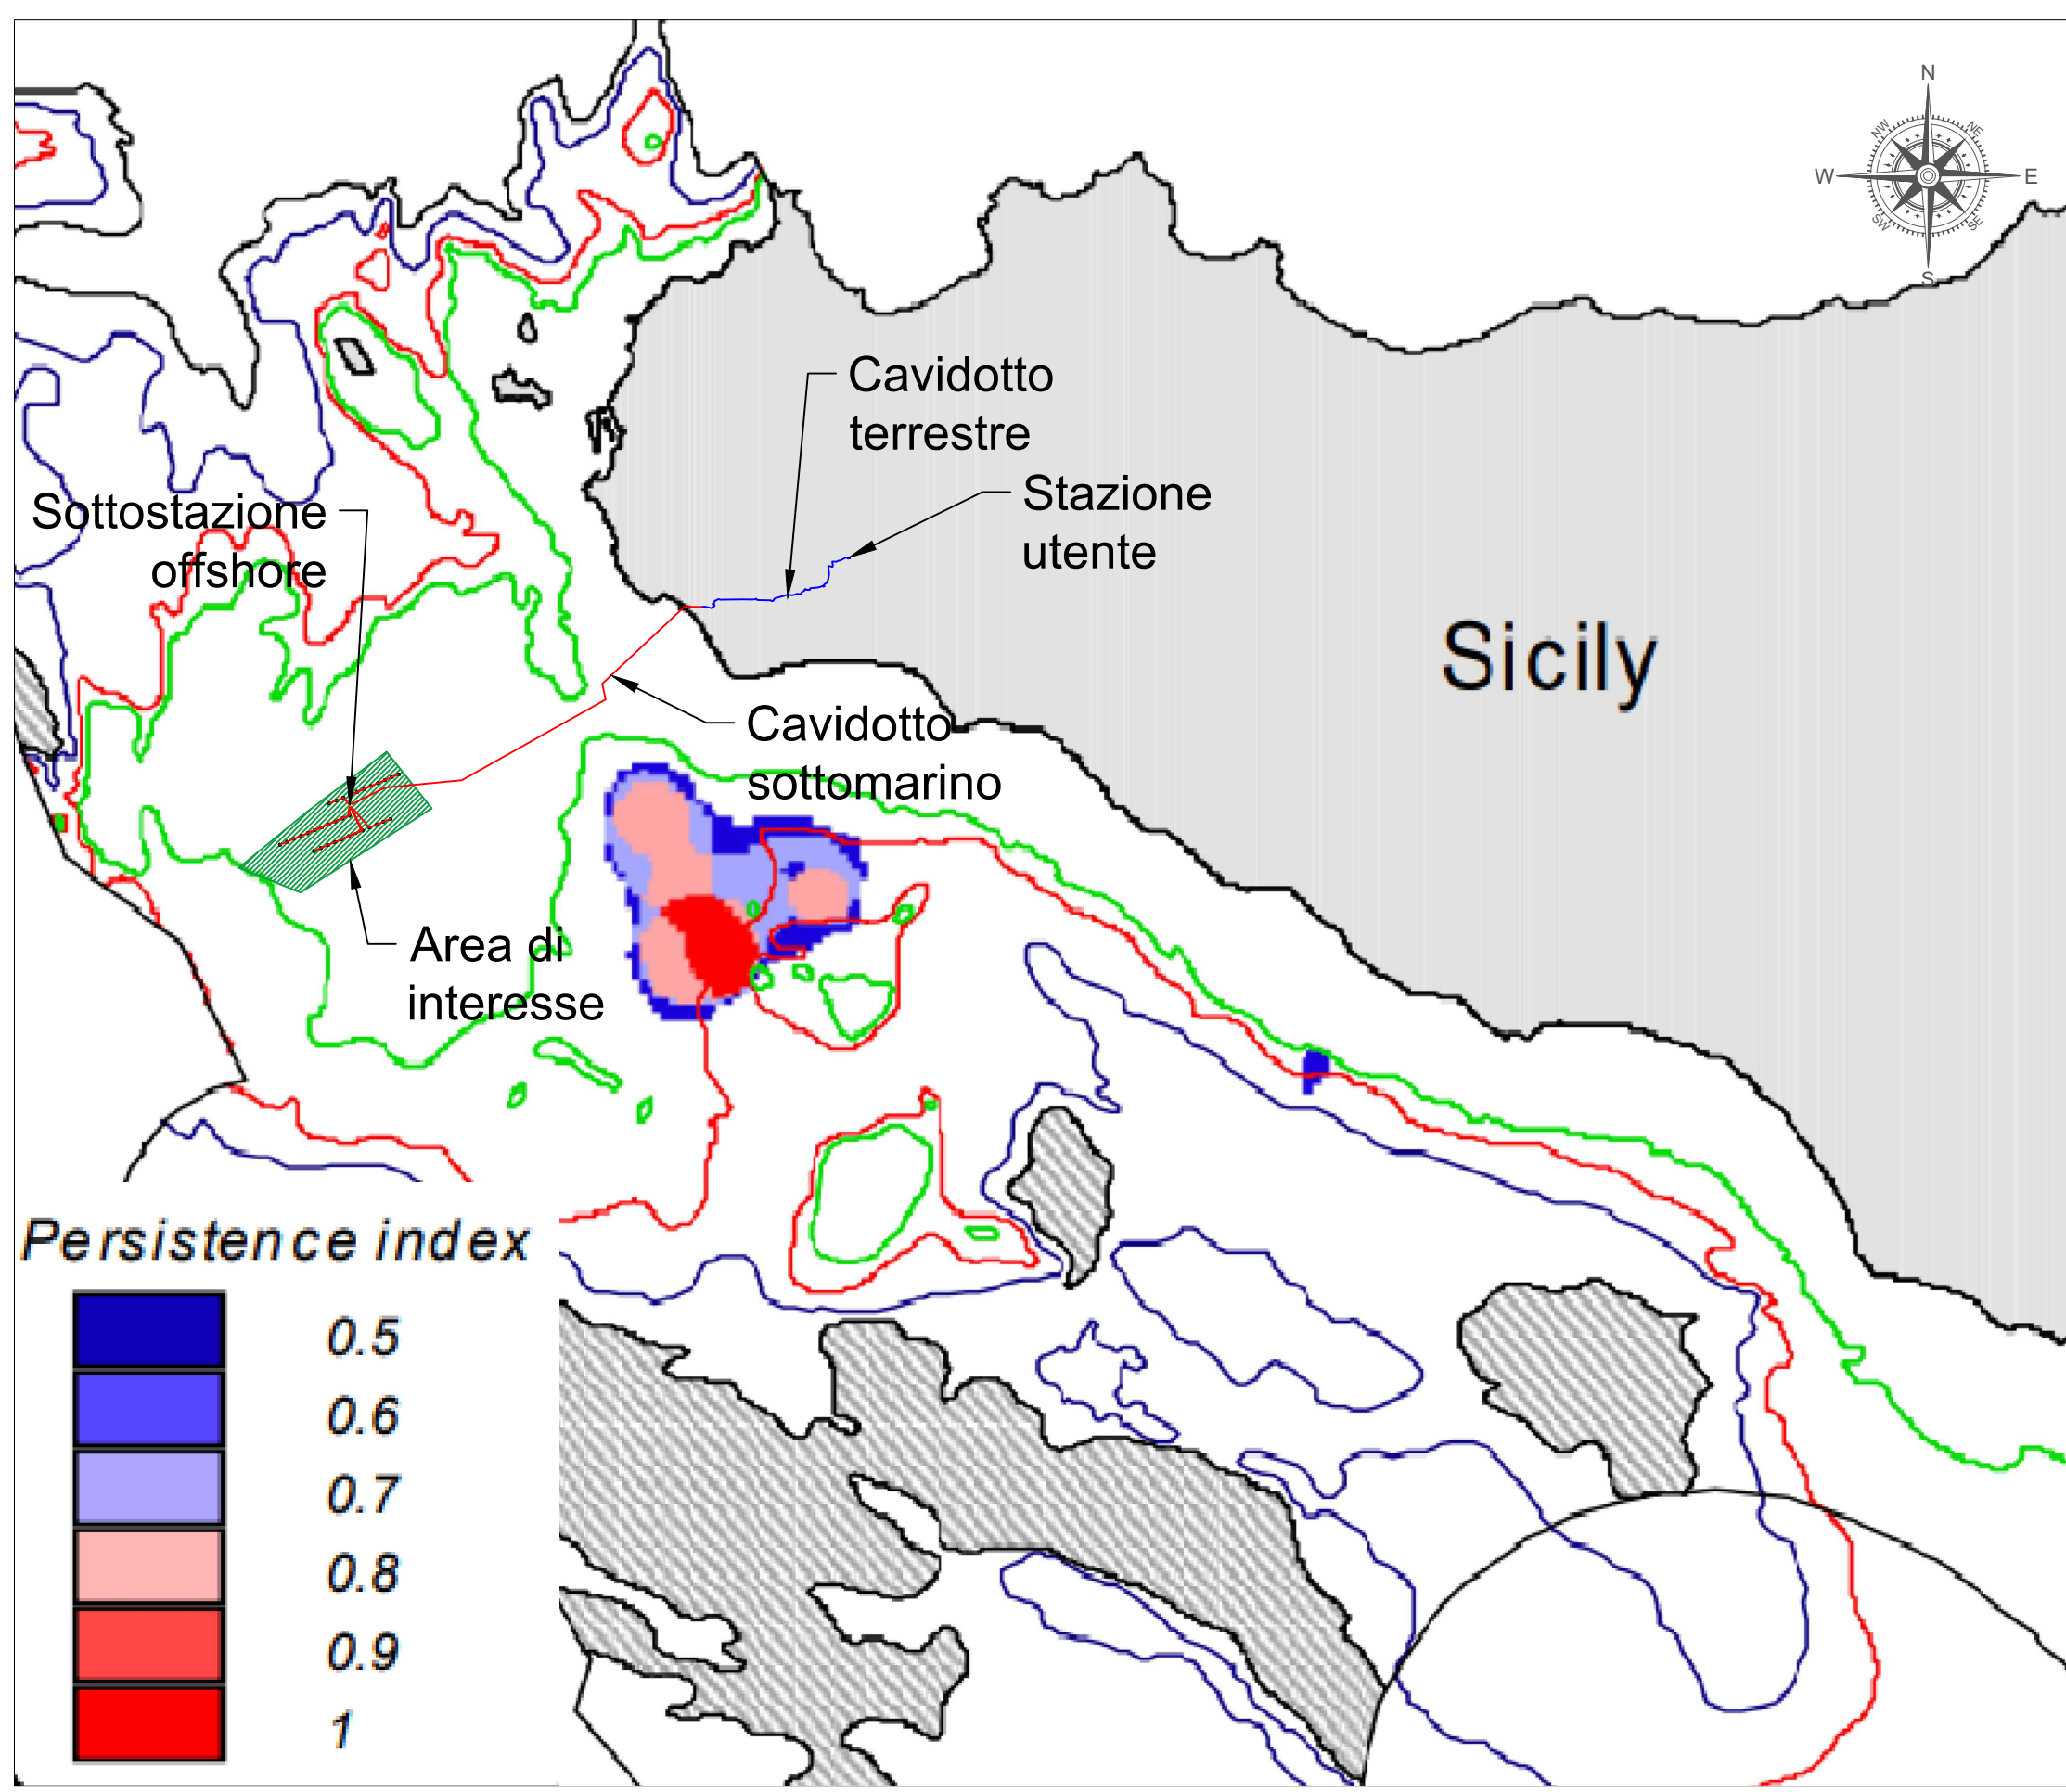 N
NW
NE
W
E
SW
SE
S
Cavidotto
terrestre
Stazione
utente
Sottostazione
offshore
Sicily
Cavidotto
sottomarino
Area di
interesse
Persistence index
0.5
0.6
0.7
0.8
0.9
1